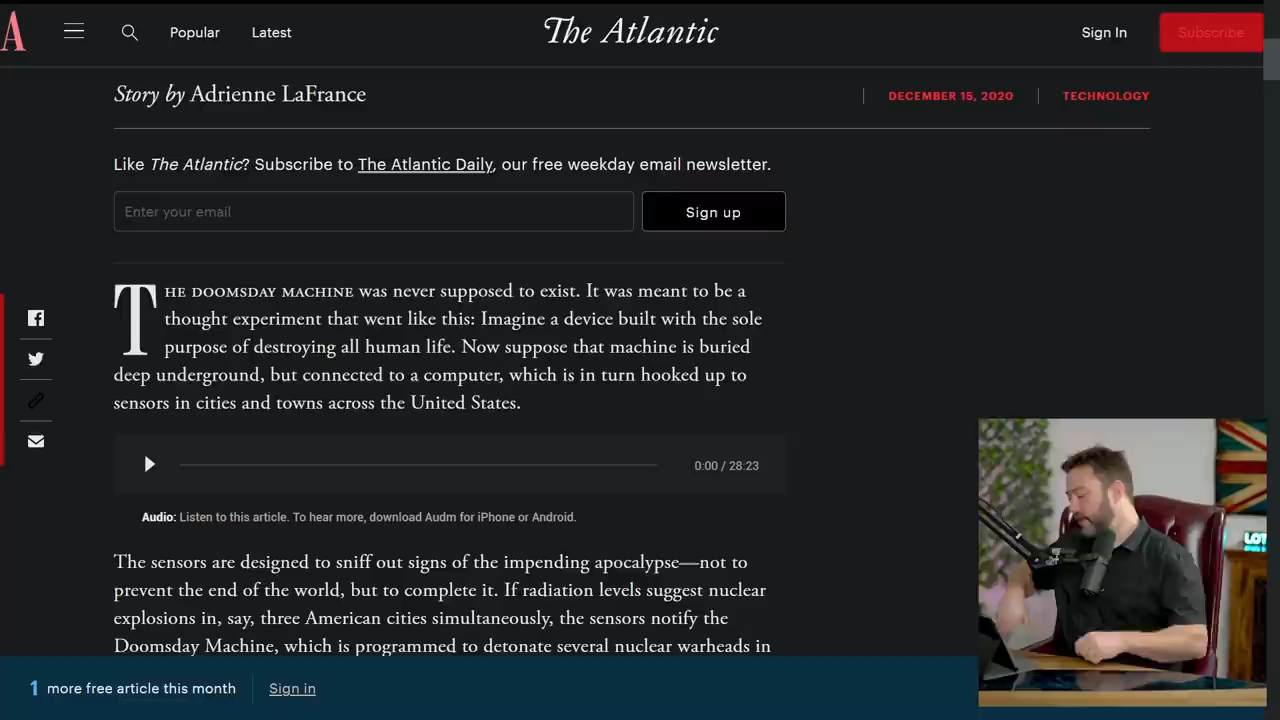 A
Popular
Latest
The Atlantic
Sign In
Subscribe
Story by Adrienne LaFrance
DECEMBER 15, 2020
TECHNOLOGY
Like The Atlantic? Subscribe to The Atlantic Daily, our free weekday email newsletter.
Enter your email
Sign up
THE DOOMSDAY MACHINE was never supposed to exist. It was meant to be a
thought experiment that went like this: Imagine a device built with the sole
purpose of destroying all human life. Now suppose that machine is buried
deep underground, but connected to a computer, which is in turn hooked up to
sensors in cities and towns across the United States.
0:00 / 28:23
Audio: Listen to this article. To hear more, download Audm for iPhone or Android.
The sensors are designed to sniff out signs of the impending apocalypse—not to
prevent the end of the world, but to complete it. If radiation levels suggest nuclear
explosions in, say, three American cities simultaneously, the sensors notify the
Doomsday Machine, which is programmed to detonate several nuclear warheads in
LOT
1 more free article this month
Sign in